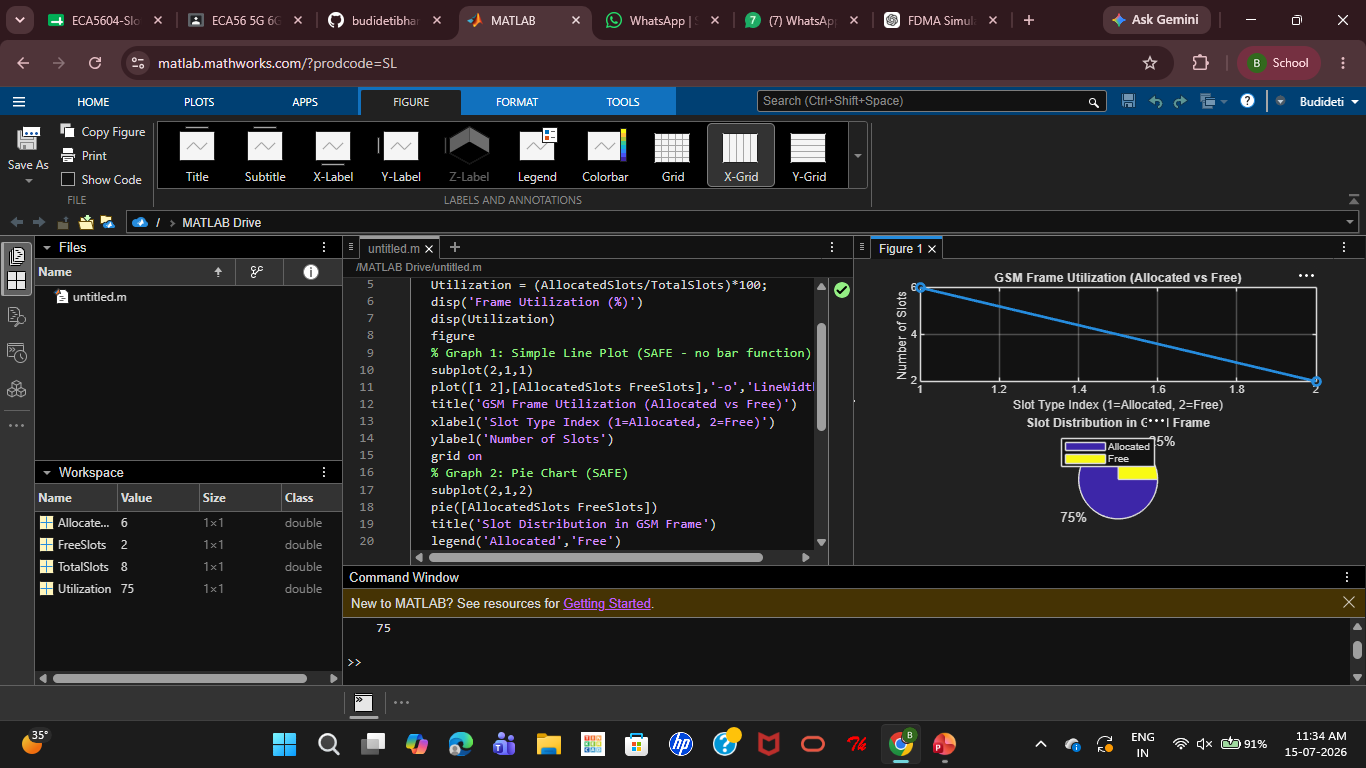 ECA5604-Slo
ECA56 5G 6G
budidetibhar
MATLAB
WhatsApp | S
(7) WhatsApp
FDMA Simul
Ask Gemini
matlab.mathworks.com/?prodcode=SL
B School
HOME PLOTS APPS FIGURE FORMAT TOOLS
Search (Ctrl+Shift+Space)
Budideti
Save As
Copy Figure
Print
Show Code
FILE
Title Subtitle X-Label Y-Label Z-Label Legend Colorbar Grid X-Grid Y-Grid
LABELS AND ANNOTATIONS
/ > MATLAB Drive
Files
Name
untitled.m
Workspace
Name Value Size Class
Allocate... 6 1×1 double
FreeSlots 2 1×1 double
TotalSlots 8 1×1 double
Utilization 75 1×1 double
untitled.m
/MATLAB Drive/untitled.m
5 Utilization = (AllocatedSlots/TotalSlots)*100;
6 disp('Frame Utilization (%)')
7 disp(Utilization)
8 figure
9 % Graph 1: Simple Line Plot (SAFE - no bar function)
10 subplot(2,1,1)
11 plot([1 2],[AllocatedSlots FreeSlots],'-o','LineWidt
12 title('GSM Frame Utilization (Allocated vs Free)')
13 xlabel('Slot Type Index (1=Allocated, 2=Free)')
14 ylabel('Number of Slots')
15 grid on
16 % Graph 2: Pie Chart (SAFE)
17 subplot(2,1,2)
18 pie([AllocatedSlots FreeSlots])
19 title('Slot Distribution in GSM Frame')
20 legend('Allocated','Free')
Figure 1
GSM Frame Utilization (Allocated vs Free)
Number of Slots
6
4
2
1 1.2 1.4 1.6 1.8 2
Slot Type Index (1=Allocated, 2=Free)
Slot Distribution in G Frame
Allocated
Free
5%
75%
Command Window
New to MATLAB? See resources for Getting Started.
75
>>
35°
ENG
IN
91%
11:34 AM
15-07-2026